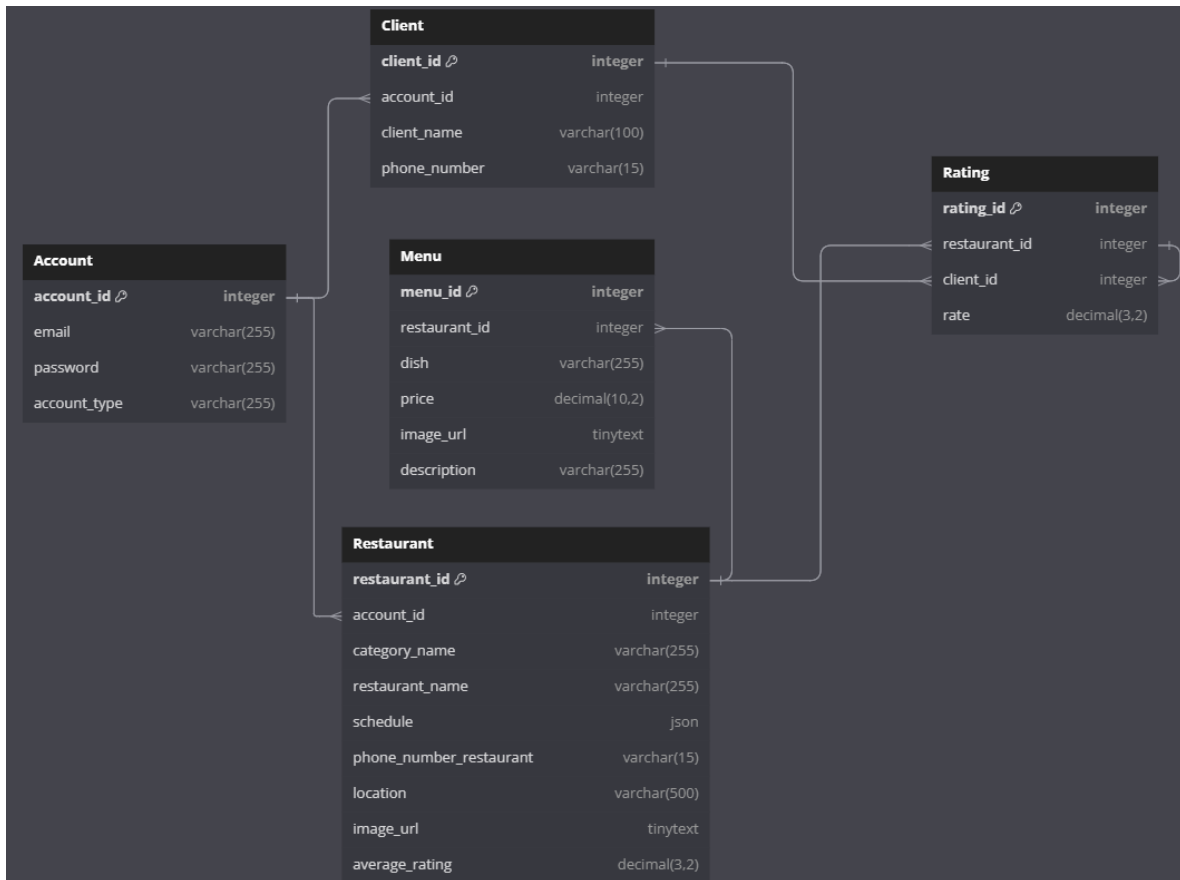 Client
client_id integer
account_id integer
client_name varchar(100)
phone_number varchar(15)
Rating
rating_id integer
restaurant_id integer
client_id integer
rate decimal(3,2)
Account
account_id integer
email varchar(255)
password varchar(255)
account_type varchar(255)
Menu
menu_id integer
restaurant_id integer
dish varchar(255)
price decimal(10,2)
image_url tinytext
description varchar(255)
Restaurant
restaurant_id integer
account_id integer
category_name varchar(255)
restaurant_name varchar(255)
schedule json
phone_number_restaurant varchar(15)
location varchar(500)
image_url tinytext
average_rating decimal(3,2)